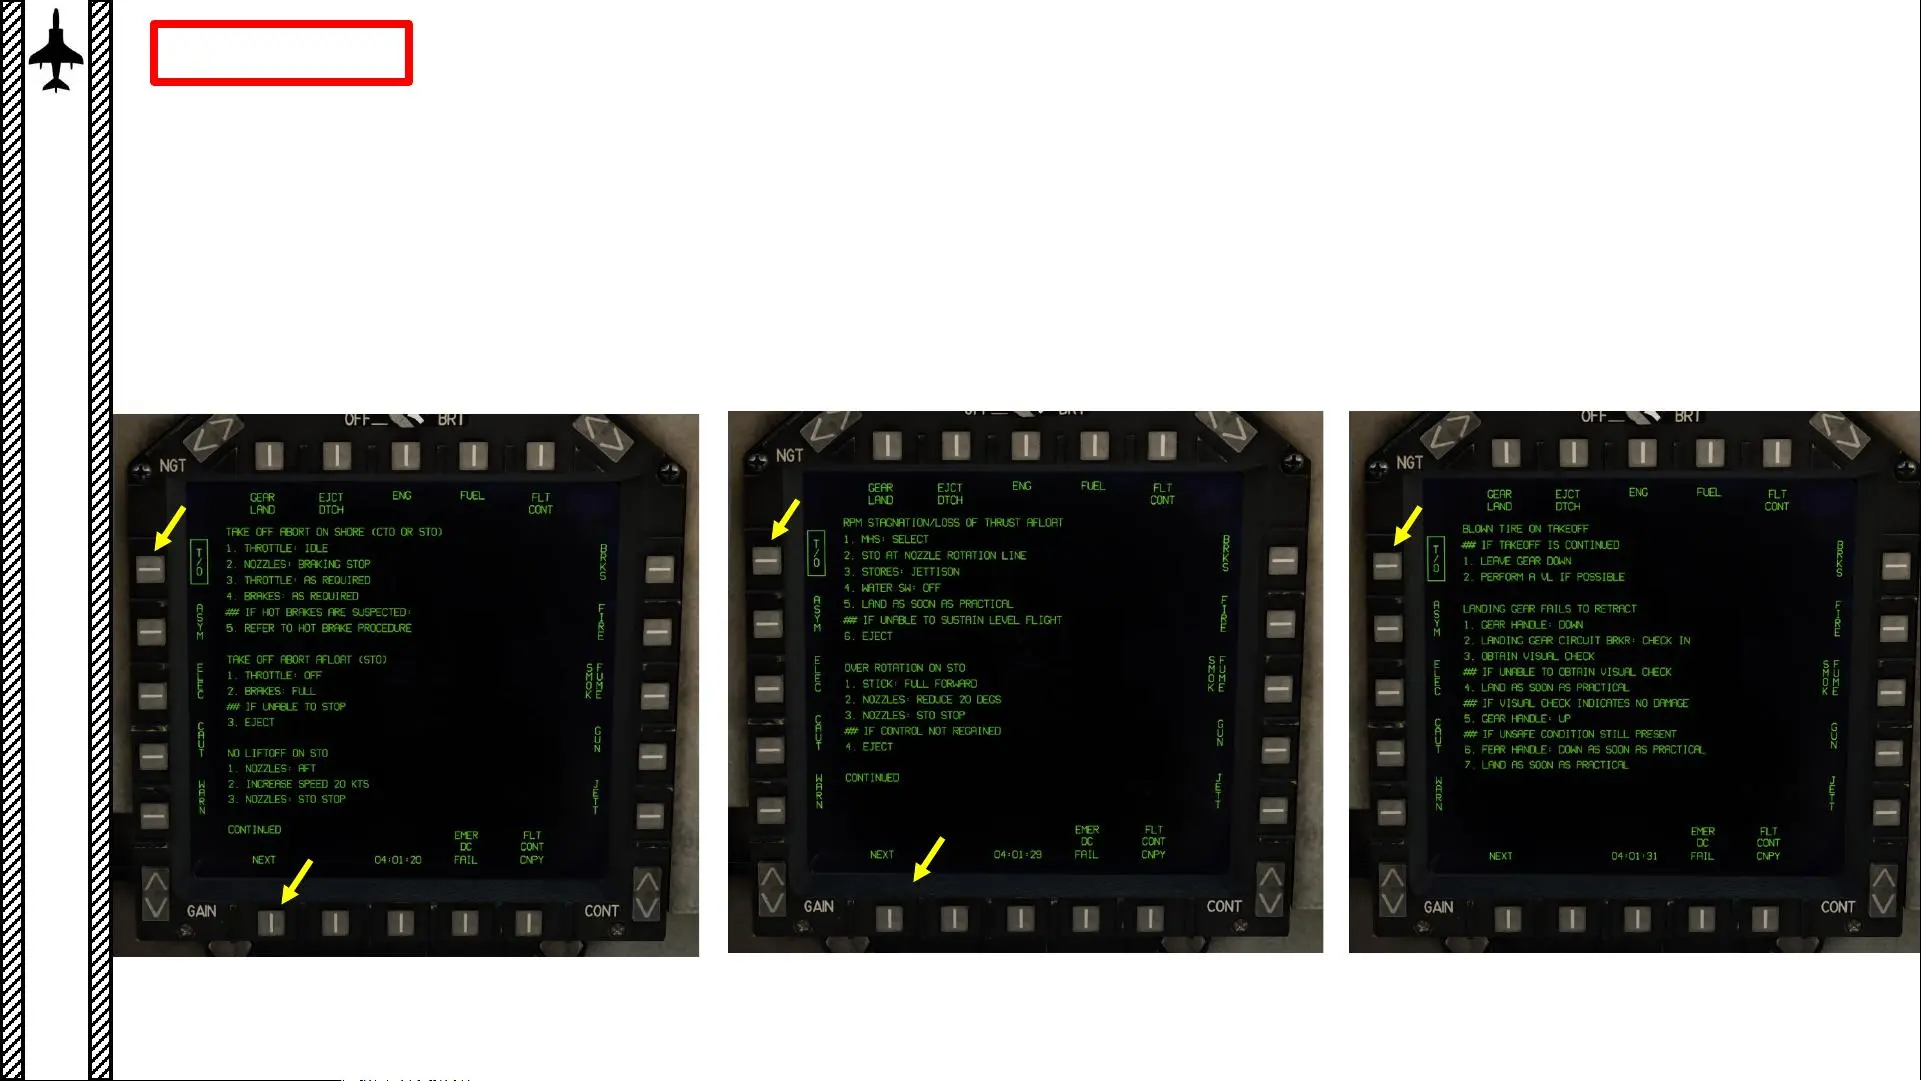 OFF BRT
NGT
GEAR LAND
EJCT DTCH
ENG
FUEL
FLT CONT
TAKE OFF ABORT ON SHORE (CTO OR STO)
1. THROTTLE: IDLE
2. NOZZLES: BRAKING STOP
3. THROTTLE: AS REQUIRED
4. BRAKES: AS REQUIRED
## IF HOT BRAKES ARE SUSPECTED:
5. REFER TO HOT BRAKE PROCEDURE
TAKE OFF ABORT AFLOAT (STO)
1. THROTTLE: OFF
2. BRAKES: FULL
## IF UNABLE TO STOP
3. EJECT
NO LIFTOFF ON STO
1. NOZZLES: AFT
2. INCREASE SPEED 20 KTS
3. NOZZLES: STO STOP
CONTINUED
T/O
ASYM
ELEC
CAUT
WARN
BRKS
FIRE
SMOK FUME
GUN
JETT
NEXT
04:01:20
EMER DC FAIL
FLT CONT CNPY
GAIN
CONT
OFF BRT
NGT
GEAR LAND
EJCT DTCH
ENG
FUEL
FLT CONT
RPM STAGNATION/LOSS OF THRUST AFLOAT
1. MHS: SELECT
2. STO AT NOZZLE ROTATION LINE
3. STORES: JETTISON
4. WATER SW: OFF
5. LAND AS SOON AS PRACTICAL
## IF UNABLE TO SUSTAIN LEVEL FLIGHT
6. EJECT
OVER ROTATION ON STO
1. STICK: FULL FORWARD
2. NOZZLES: REDUCE 20 DEGS
3. NOZZLES: STO STOP
## IF CONTROL NOT REGAINED
4. EJECT
CONTINUED
T/O
ASYM
ELEC
CAUT
WARN
BRKS
FIRE
SMOK FUME
GUN
JETT
NEXT
04:01:29
EMER DC FAIL
FLT CONT CNPY
GAIN
CONT
OFF BRT
NGT
GEAR LAND
EJCT DTCH
ENG
FUEL
FLT CONT
BLOWN TIRE ON TAKEOFF
## IF TAKEOFF IS CONTINUED
1. LEAVE GEAR DOWN
2. PERFORM A VL IF POSSIBLE
LANDING GEAR FAILS TO RETRACT
1. GEAR HANDLE: DOWN
2. LANDING GEAR CIRCUIT BRKR: CHECK IN
3. OBTAIN VISUAL CHECK
## IF UNABLE TO OBTAIN VISUAL CHECK
4. LAND AS SOON AS PRACTICAL
## IF VISUAL CHECK INDICATES NO DAMAGE
5. GEAR HANDLE: UP
## IF UNSAFE CONDITION STILL PRESENT
6. FEAR HANDLE: DOWN AS SOON AS PRACTICAL
7. LAND AS SOON AS PRACTICAL
T/O
ASYM
ELEC
CAUT
WARN
BRKS
FIRE
SMOK FUME
GUN
JETT
NEXT
04:01:31
EMER DC FAIL
FLT CONT CNPY
GAIN
CONT